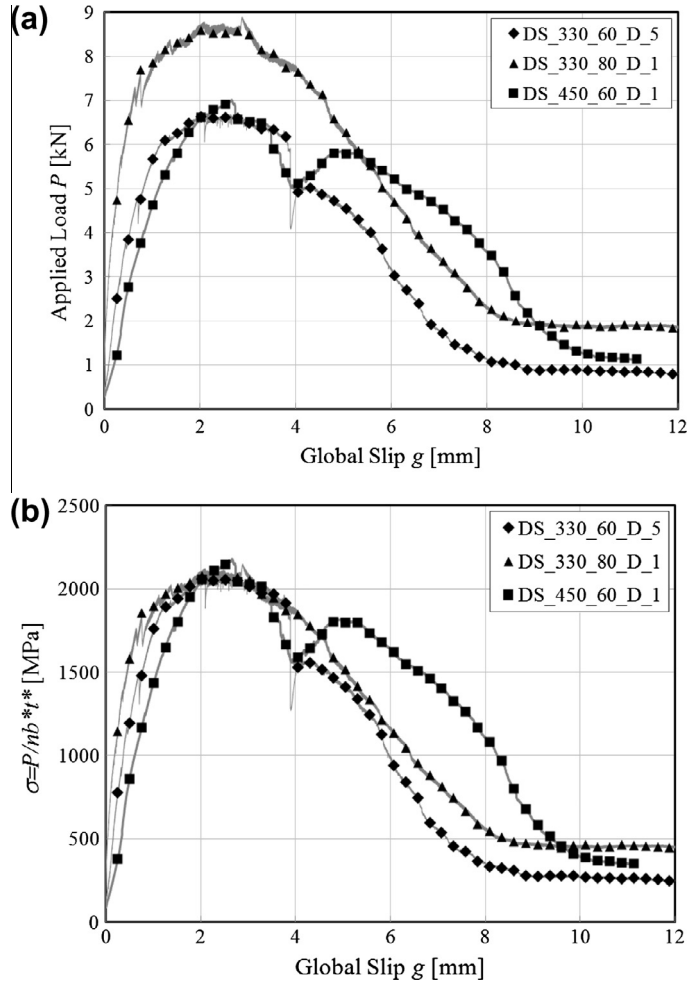 (a)
9
8
7
6
5
4
3
2
1
0
Applied Load P [kN]
DS_330_60_D_5
DS_330_80_D_1
DS_450_60_D_1
0 2 4 6 8 10 12
Global Slip g [mm]
(b)
2500
2000
1500
1000
500
0
σ=P/nb*t* [MPa]
DS_330_60_D_5
DS_330_80_D_1
DS_450_60_D_1
0 2 4 6 8 10 12
Global Slip g [mm]